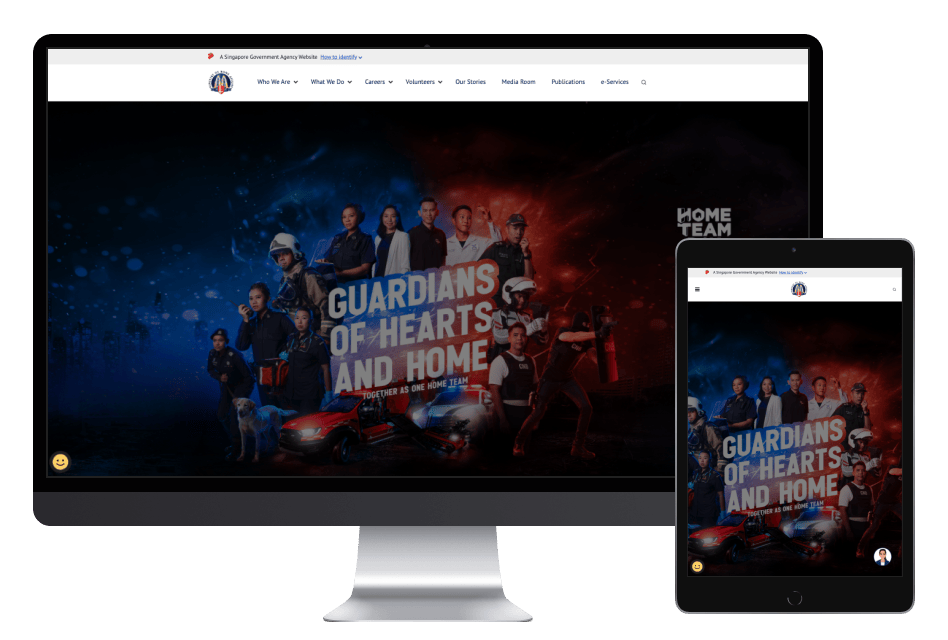 A Singapore Government Agency Website How to identify
Who We Are What We Do Careers Volunteers Our Stories Media Room Publications e-Services
HOME
TEAM
GUARDIANS
OF HEARTS
AND HOME
TOGETHER AS ONE HOME TEAM
A Singapore Government Agency Website How to identify
GUARDIANS
OF HEARTS
AND HOME
TOGETHER AS ONE HOME TEAM